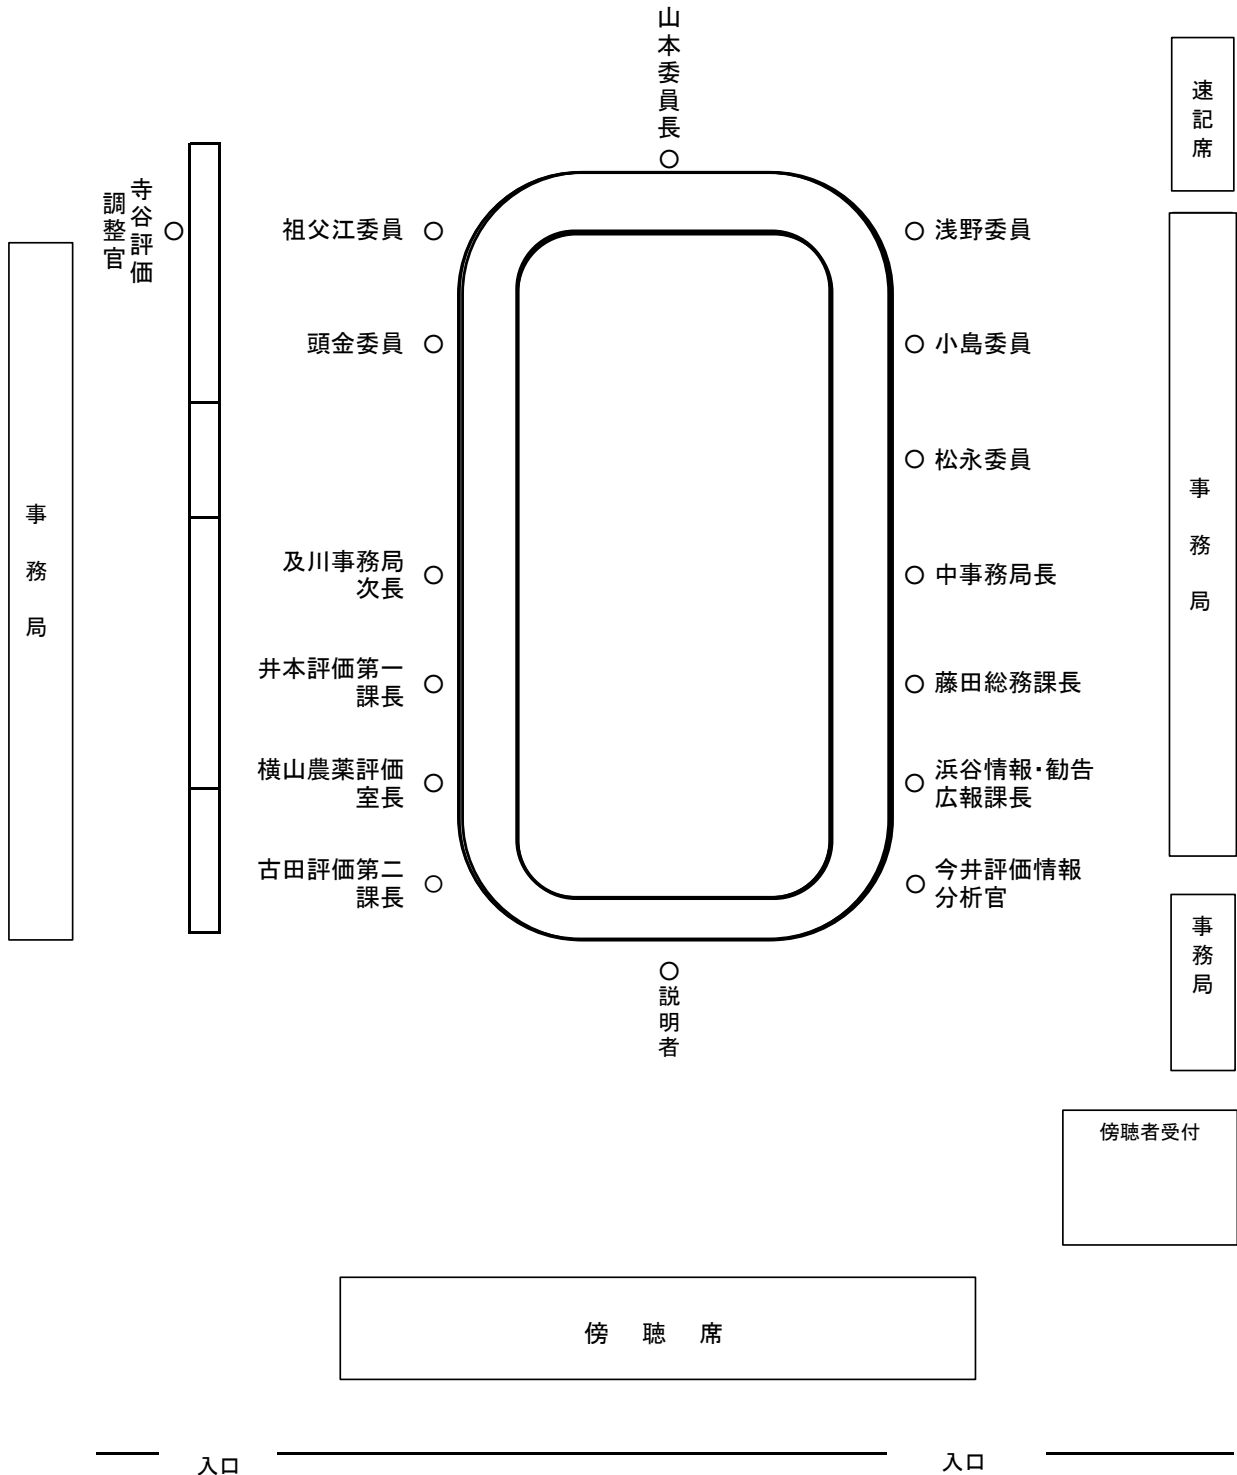 山本委員長
速記席
寺谷評価
調整官
祖父江委員
浅野委員
頭金委員
小島委員
松永委員
事務局
事務局
及川事務局
次長
中事務局長
井本評価第一
課長
藤田総務課長
横山農薬評価
室長
浜谷情報・勧告
広報課長
古田評価第二
課長
今井評価情報
分析官
事務局
説明者
傍聴者受付
傍聴席
入口
入口